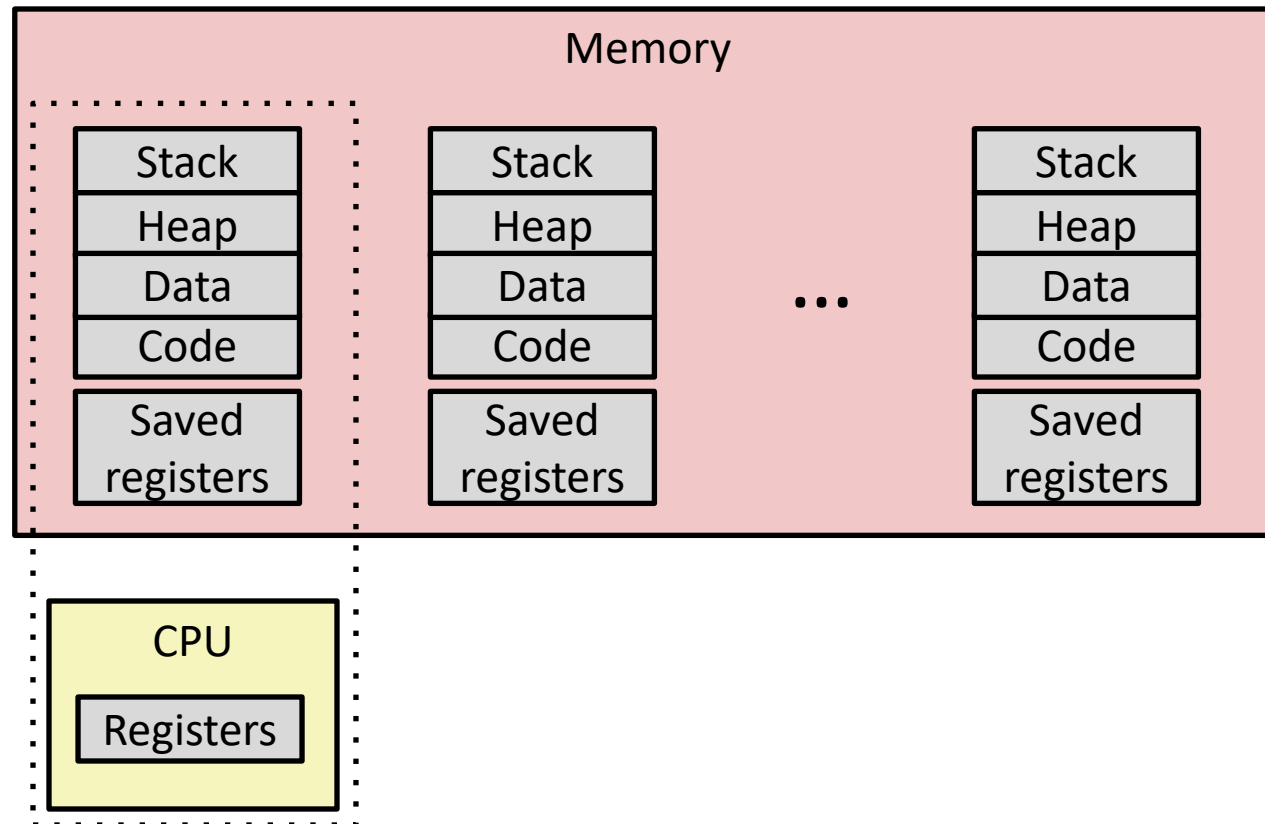 Memory
Stack
Heap
Data
Code
Saved
registers
Stack
Heap
Data
Code
Saved
registers
...
Stack
Heap
Data
Code
Saved
registers
CPU
Registers